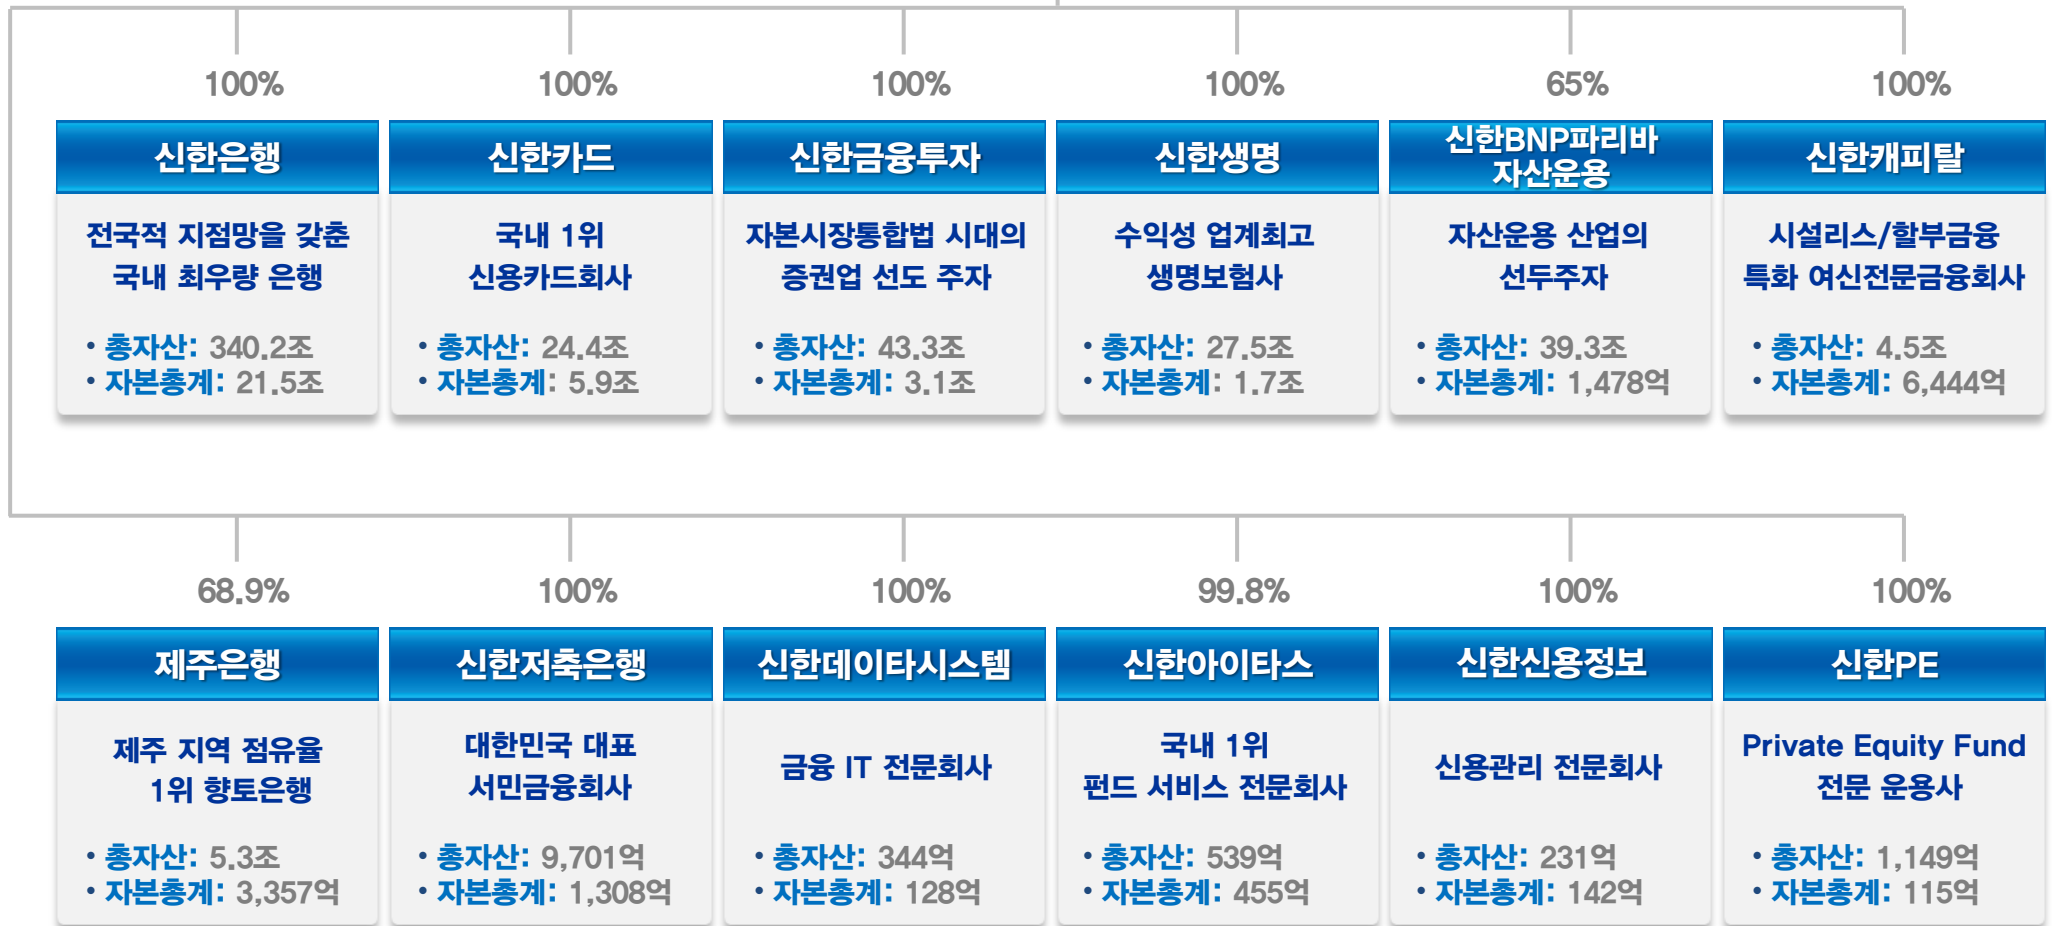 100%
100%
100%
100%
65%
100%
신한은행
신한카드
신한금융투자
신한생명
신한BNP파리바
자산운용
신한캐피탈
전국적 지점망을 갖춘
국내 최우량 은행
국내 1위
신용카드회사
자본시장통합법 시대의
증권업 선도 주자
수익성 업계최고
생명보험사
자산운용 산업의
선두주자
시설리스/할부금융
특화 여신전문금융회사
• 총자산: 340.2조
• 자본총계: 21.5조
• 총자산: 24.4조
• 자본총계: 5.9조
• 총자산: 43.3조
• 자본총계: 3.1조
• 총자산: 27.5조
• 자본총계: 1.7조
• 총자산: 39.3조
• 자본총계: 1,478억
• 총자산: 4.5조
• 자본총계: 6,444억
68.9%
100%
100%
99.8%
100%
100%
제주은행
신한저축은행
신한데이타시스템
신한아이타스
신한신용정보
신한PE
제주 지역 점유율
1위 향토은행
대한민국 대표
서민금융회사
금융 IT 전문회사
국내 1위
펀드 서비스 전문회사
신용관리 전문회사
Private Equity Fund
전문 운용사
• 총자산: 5.3조
• 자본총계: 3,357억
• 총자산: 9,701억
• 자본총계: 1,308억
• 총자산: 344억
• 자본총계: 128억
• 총자산: 539억
• 자본총계: 455억
• 총자산: 231억
• 자본총계: 142억
• 총자산: 1,149억
• 자본총계: 115억